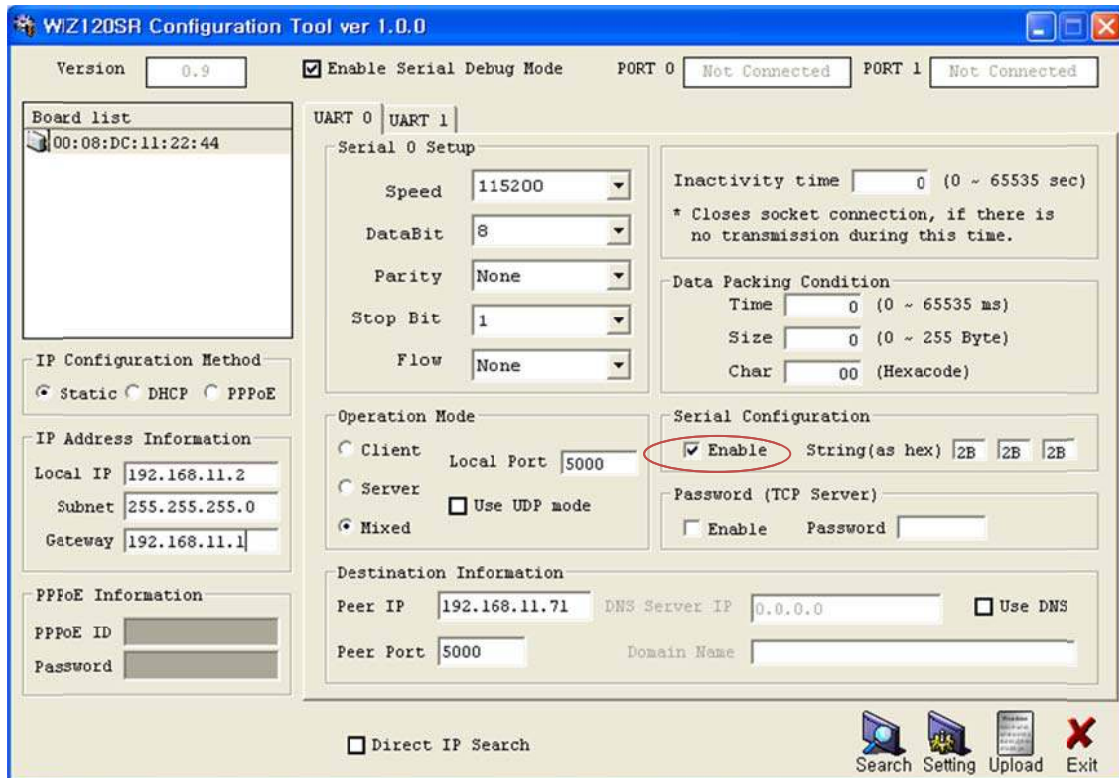 WIZ120SR Configuration Tool ver 1.0.0
Version 0.9
Enable Serial Debug Mode
PORT 0 Not Connected
PORT 1 Not Connected
Board list
00:08:DC:11:22:44
IP Configuration Method
Static DHCP PPPoE
IP Address Information
Local IP 192.168.11.2
Subnet 255.255.255.0
Gateway 192.168.11.1
PPPoE Information
PPPoE ID
Password
UART 0 UART 1
Serial 0 Setup
Speed 115200
DataBit 8
Parity None
Stop Bit 1
Flow None
Inactivity time 0 (0 ~ 65535 sec)
* Closes socket connection, if there is
no transmission during this time.
Data Packing Condition
Time 0 (0 ~ 65535 ms)
Size 0 (0 ~ 255 Byte)
Char 00 (Hexacode)
Operation Mode
Client
Server
Mixed
Local Port 5000
Use UDP mode
Serial Configuration
Enable String(as hex) 2B 2B 2B
Password (TCP Server)
Enable Password
Destination Information
Peer IP 192.168.11.71 DNS Server IP 0.0.0.0 Use DNS
Peer Port 5000 Domain Name
Direct IP Search
Search Setting Upload Exit